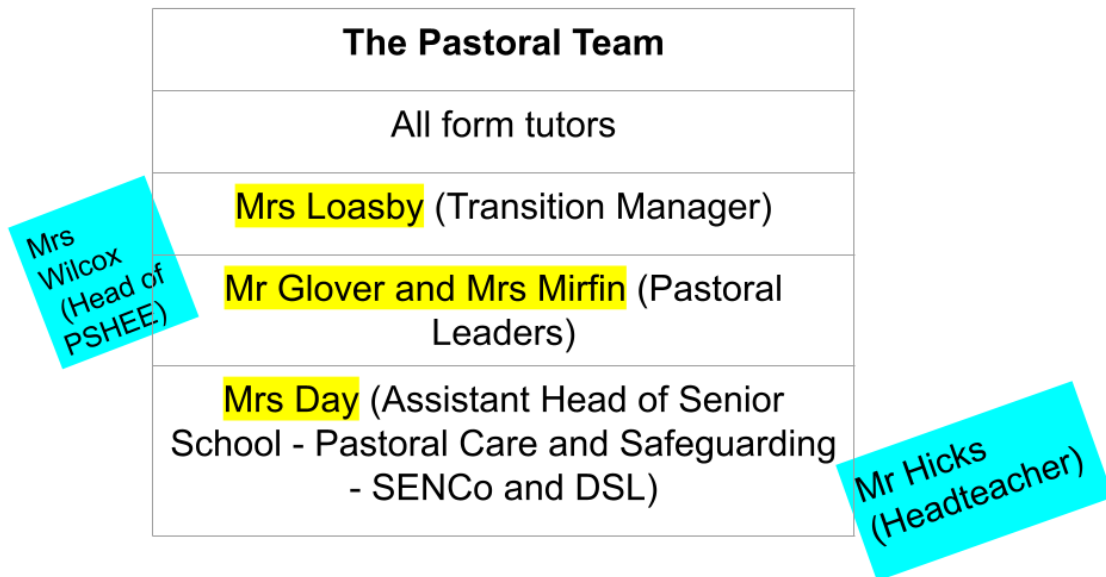 The Pastoral Team
All form tutors
Mrs Loasby (Transition Manager)
Mr Glover and Mrs Mirfin (Pastoral
Leaders)
Mrs Day (Assistant Head of Senior
School - Pastoral Care and Safeguarding
- SENCo and DSL)
Mrs
Wilcox
(Head of
PSHEE)
Mr Hicks
(Headteacher)